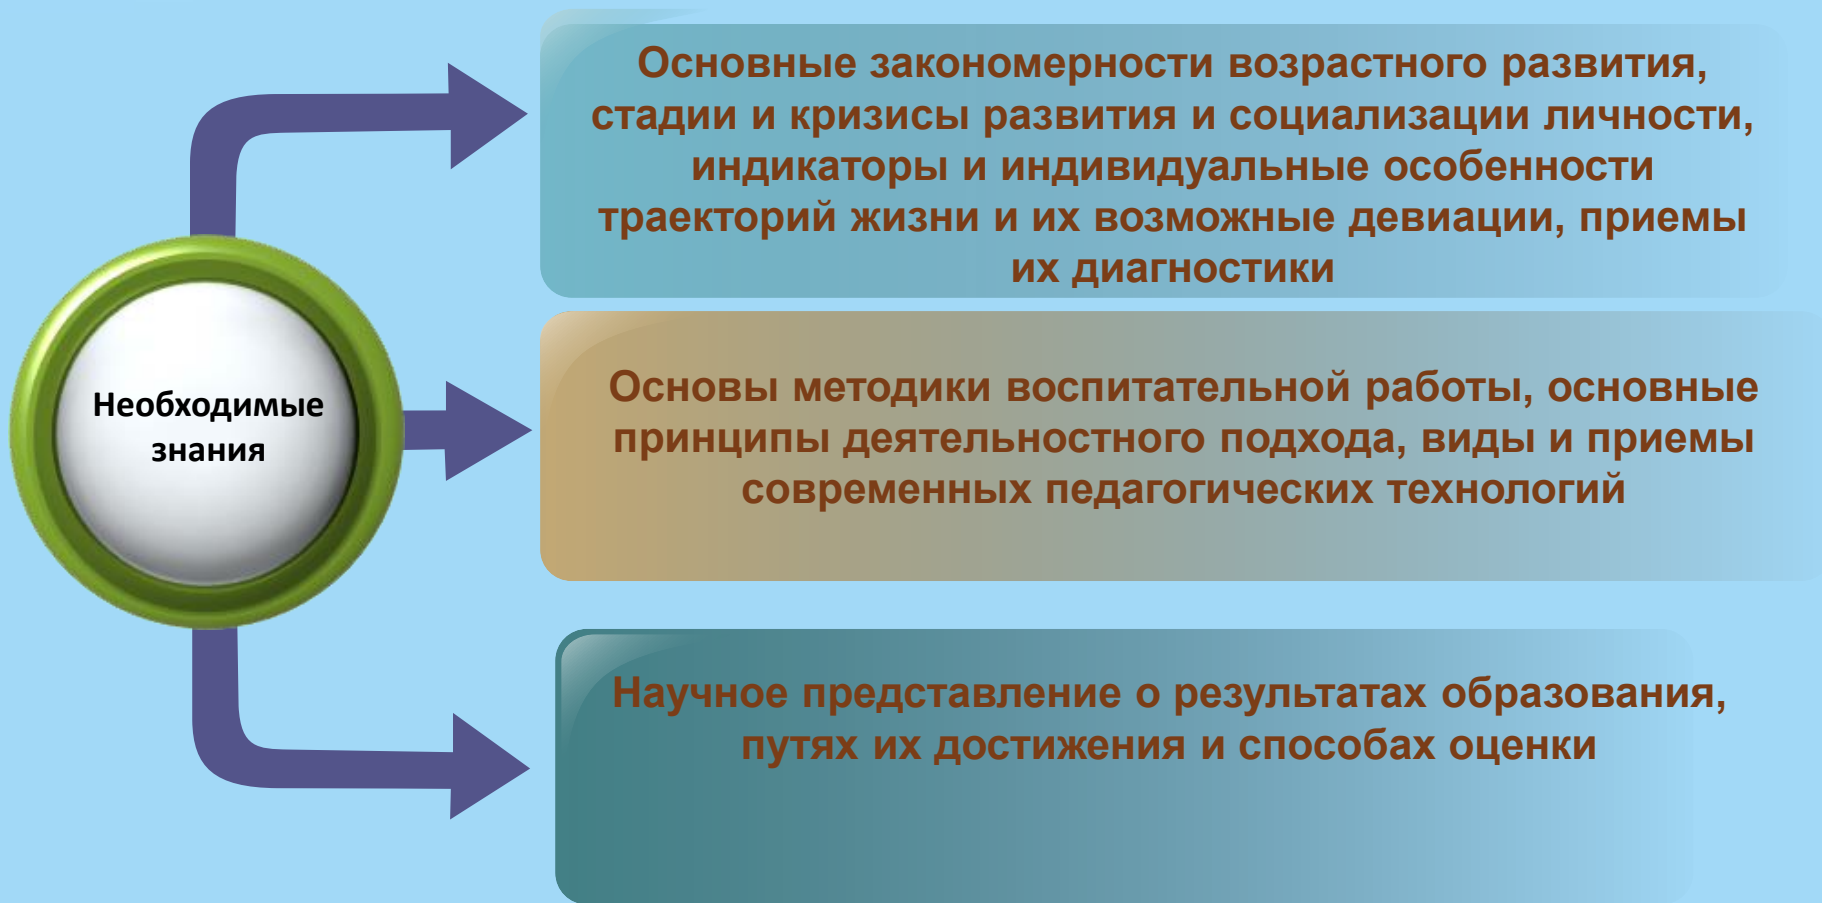 Основные закономерности возрастного развития,
стадии и кризисы развития и социализации личности,
индикаторы и индивидуальные особенности
траекторий жизни и их возможные девиации, приемы
их диагностики
Необходимые
знания
Основы методики воспитательной работы, основные
принципы деятельностного подхода, виды и приемы
современных педагогических технологий
Научное представление о результатах образования,
путях их достижения и способах оценки